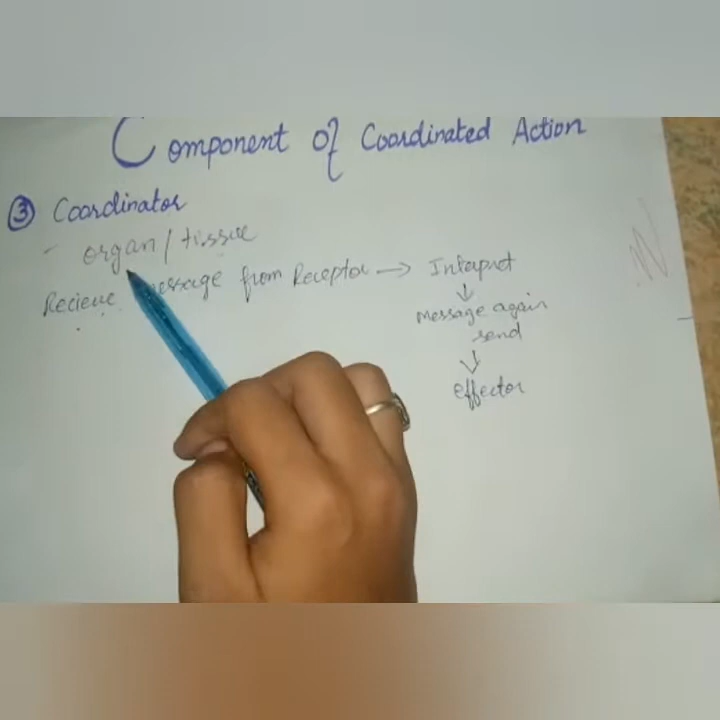 Component of Coordinated Action
③ Coordinator
- organ/tissue
Recieve message from Receptor → Interpret
↓
Message again
send
↓
effector